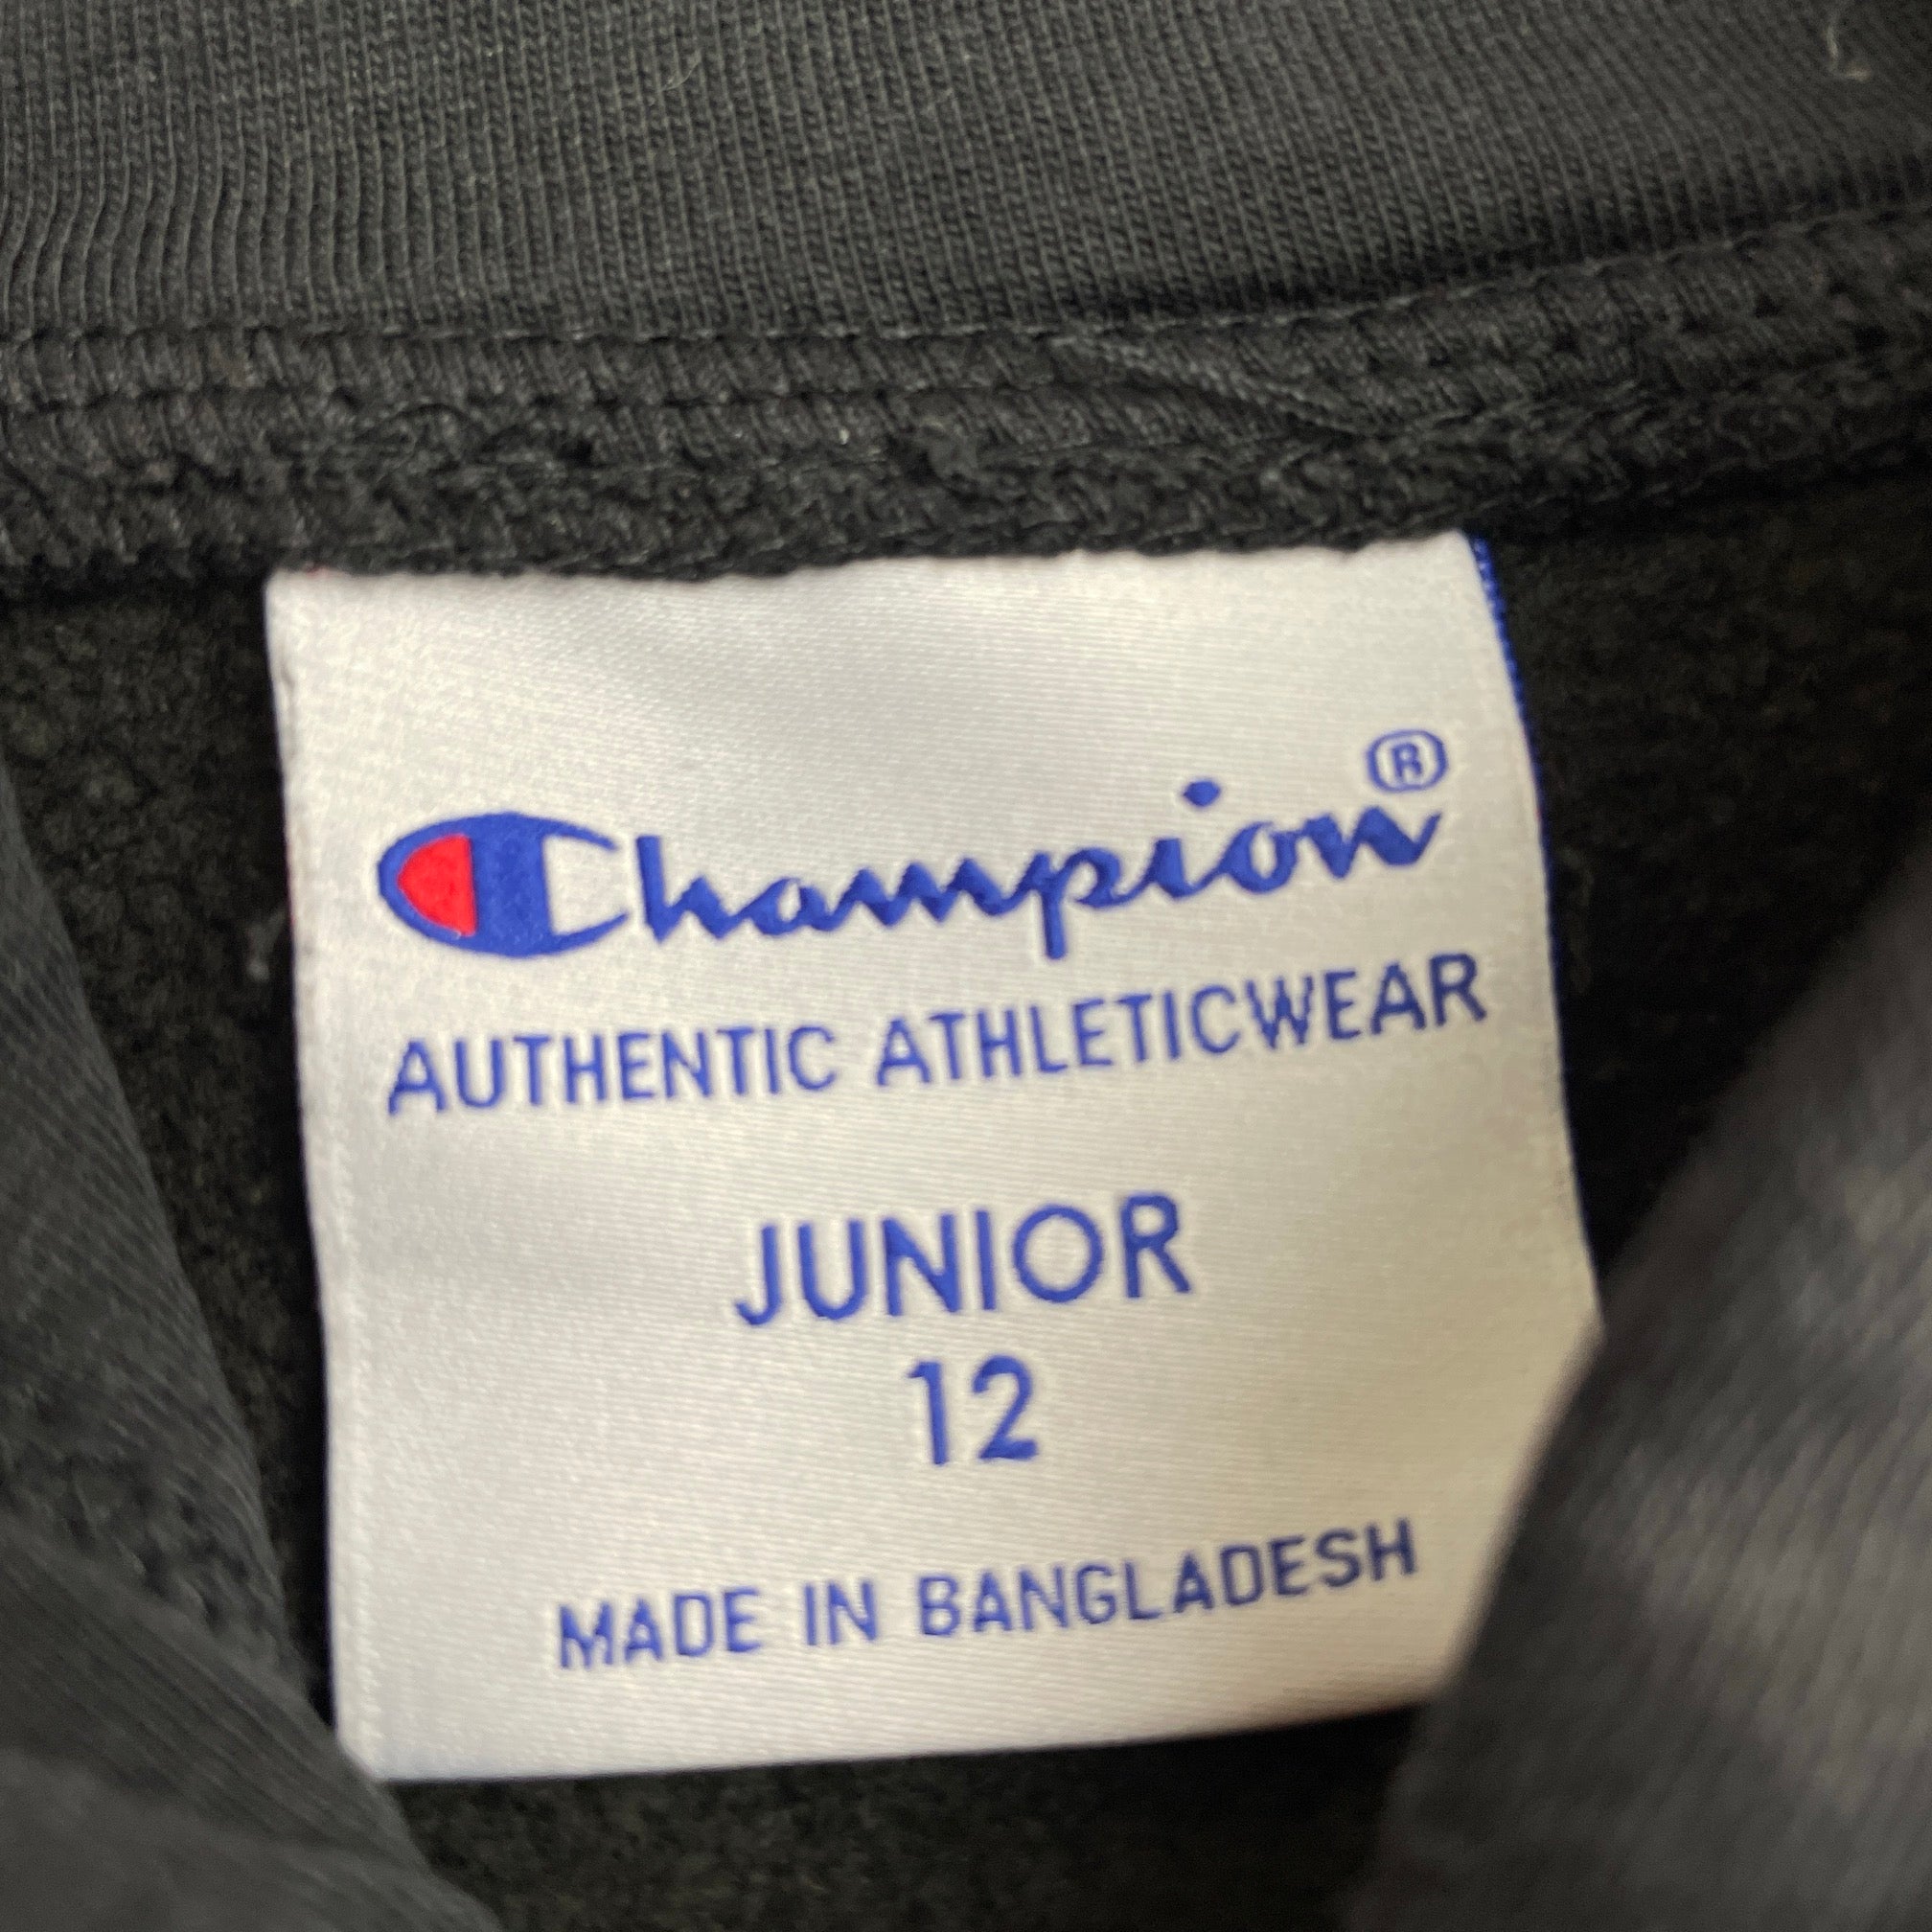 Champion®
AUTHENTIC ATHLETICWEAR
JUNIOR
12
MADE IN BANGLADESH